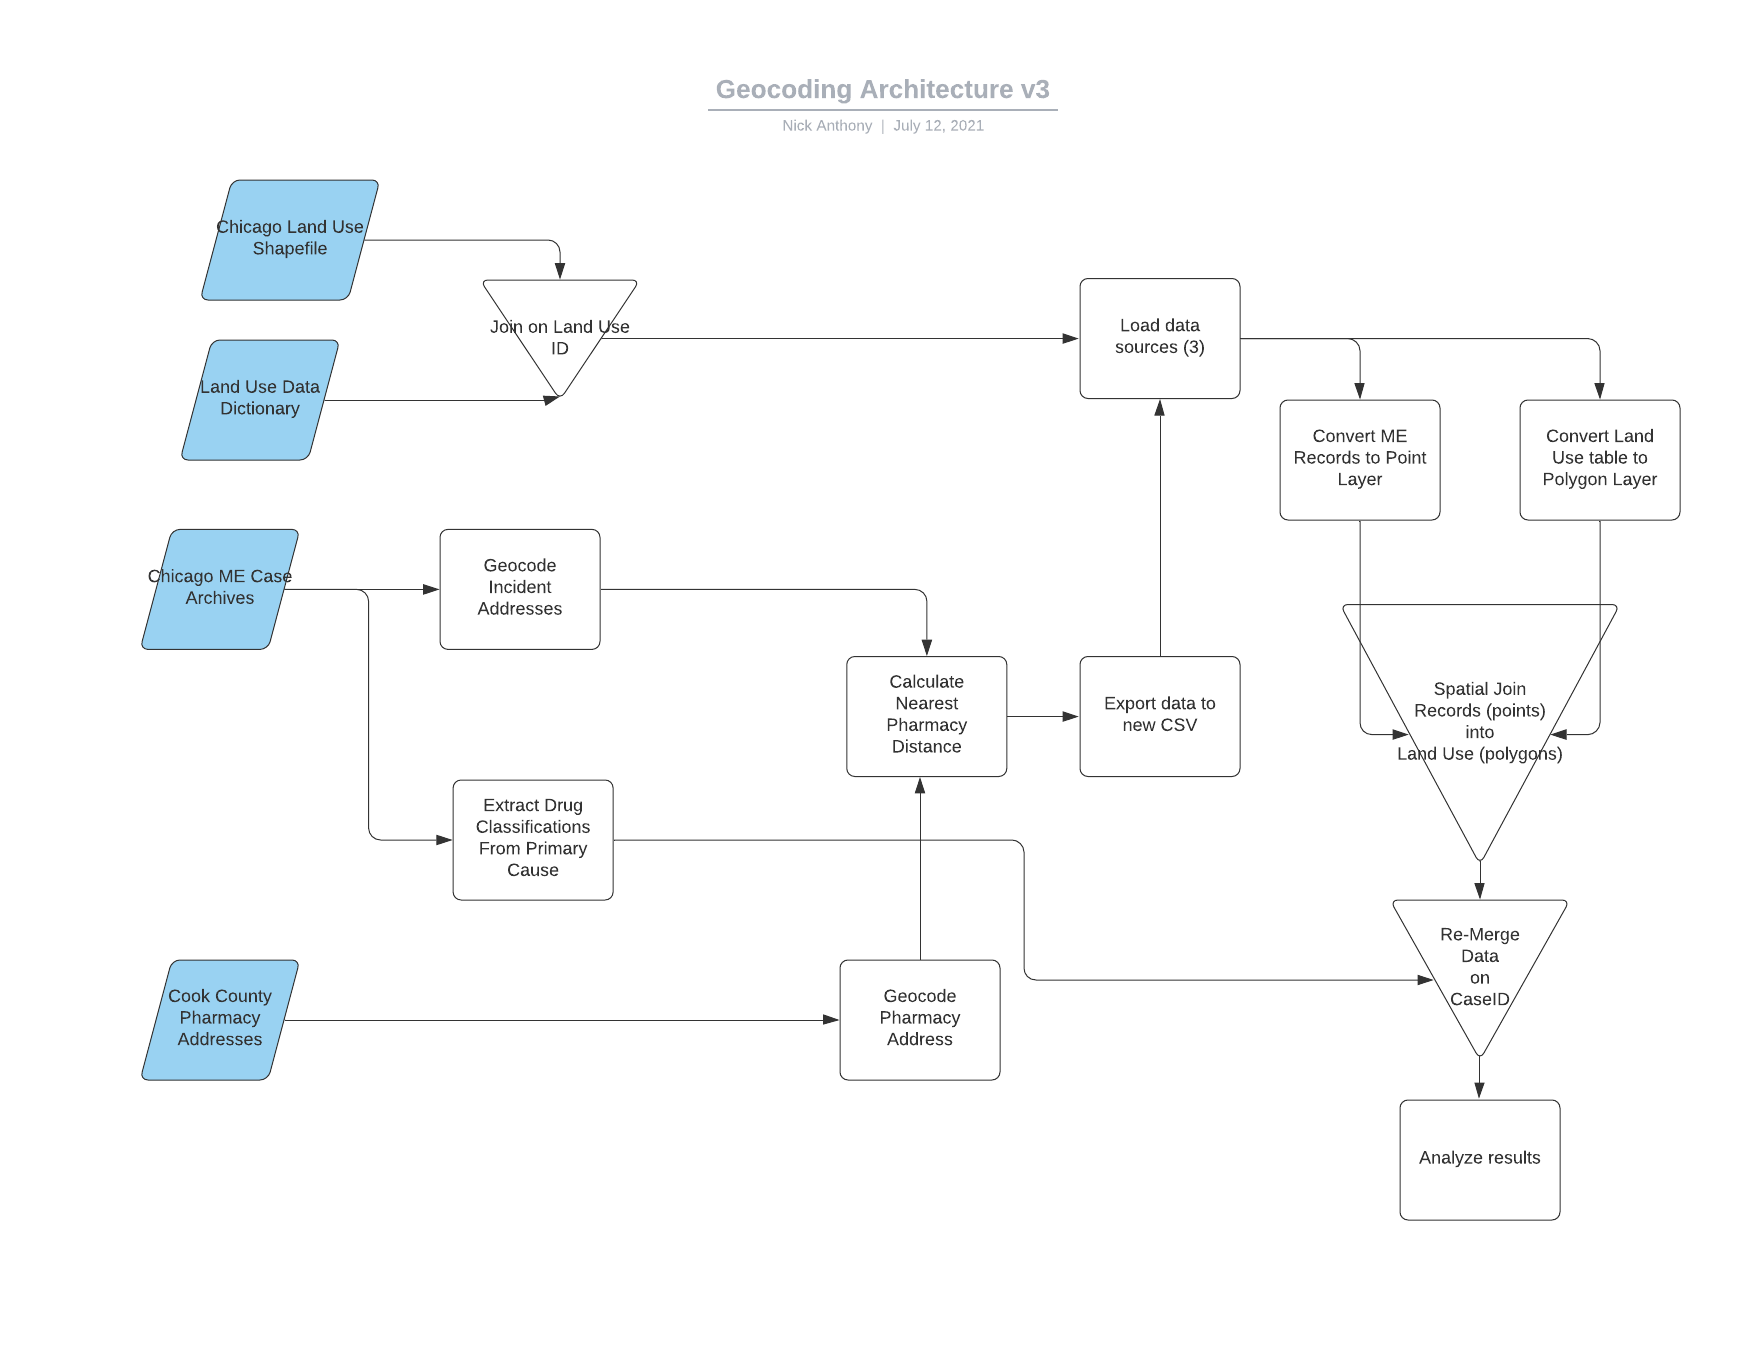 Geocoding Architecture v3
Nick Anthony | July 12, 2021
Chicago Land Use
Shapefile
Join on Land Use
ID
Land Use Data
Dictionary
Load data
sources (3)
Convert ME
Records to Point
Layer
Convert Land
Use table to
Polygon Layer
Chicago ME Case
Archives
Geocode
Incident
Addresses
Calculate
Nearest
Pharmacy
Distance
Export data to
new CSV
Spatial Join
Records (points)
into
Land Use (polygons)
Extract Drug
Classifications
From Primary
Cause
Re-Merge
Data
on
CaseID
Cook County
Pharmacy
Addresses
Geocode
Pharmacy
Address
Analyze results